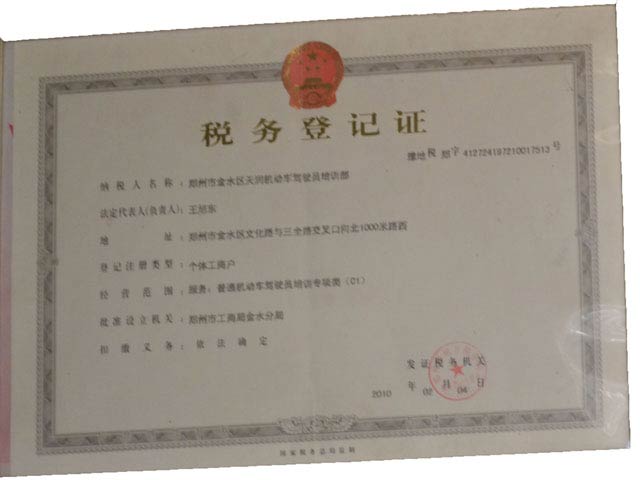 税务登记证
豫地 税 郑 字 412724197210017513 号
纳税人名称：郑州市金水区天润机动车驾驶员培训部
法定代表人(负责人)：王旭东
地址：郑州市金水区文化路与三全路交叉口向北1000米路西
登记注册类型：个体工商户
经营范围：服务：普通机动车驾驶员培训专项类（C1）
批准设立机关：郑州市工商局金水分局
扣缴义务：依法确定
发证税务机关
2010 年 02 月 04 日
国家税务总局监制